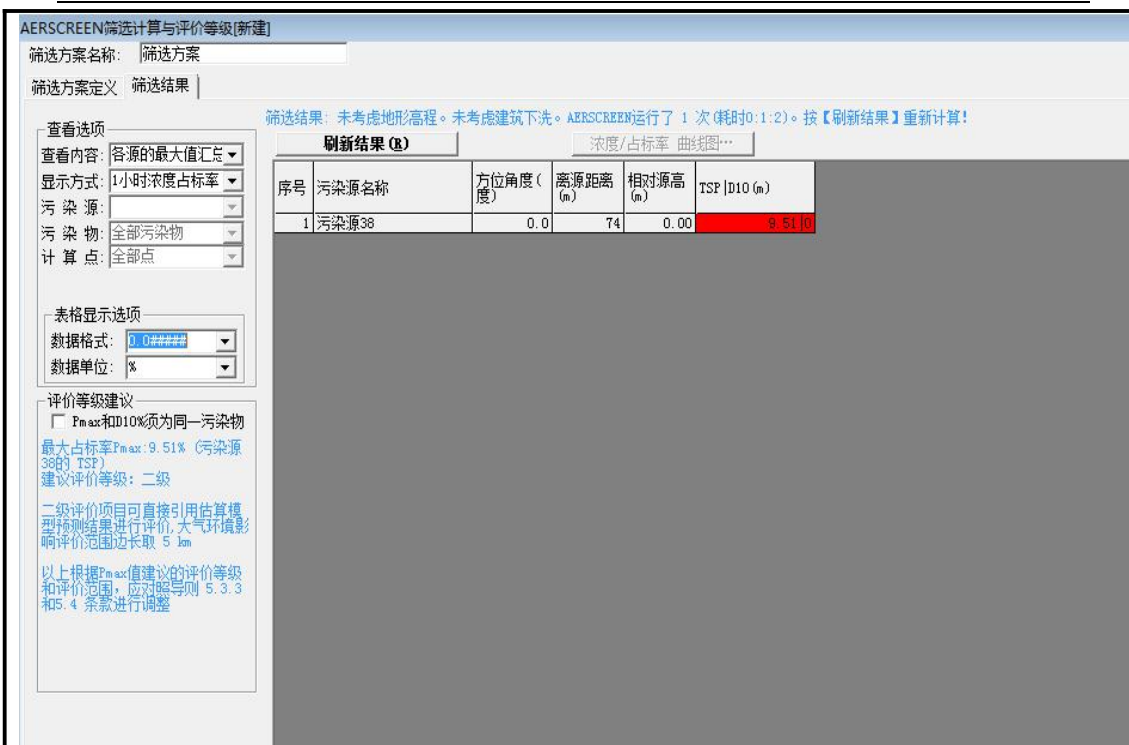 AERSCREEN筛选计算与评价等级[新建]
筛选方案名称: 筛选方案
筛选方案定义 筛选结果
筛选结果: 未考虑地形高程。未考虑建筑下洗。AERSCREEN运行了 1 次(耗时0:1:2)。按【刷新结果】重新计算!
查看选项
查看内容: 各源的最大值汇总
显示方式: 1小时浓度占标率
污 染 源:
污 染 物: 全部污染物
计 算 点: 全部点
表格显示选项
数据格式: 0.0#####
数据单位: %
评价等级建议
Pmax和D10%须为同一污染物
最大占标率Pmax:9.51% (污染源
38的 TSP)
建议评价等级: 二级
二级评价项目可直接引用估算模
型预测结果进行评价,大气环境影
响评价范围边长取 5 km
以上根据Pmax值建议的评价等级
和评价范围,应对照导则 5.3.3
和5.4 条款进行调整
刷新结果(R) 浓度/占标率 曲线图…
序号 污染源名称 方位角度(度) 离源距离(m) 相对源高(m) TSP|D10(m)
1 污染源38 0.0 74 0.00 9.51|0